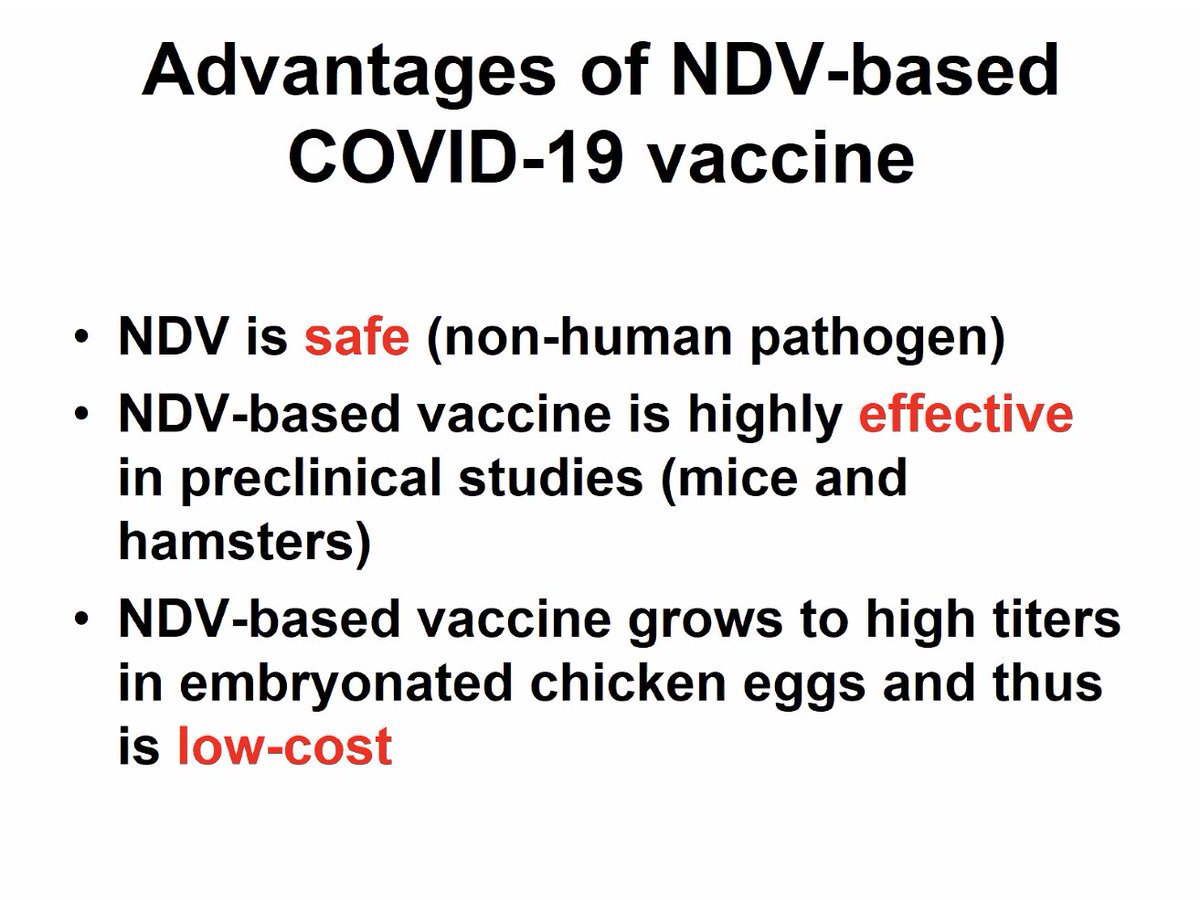 Advantages of NDV-based
COVID-19 vaccine
• NDV is safe (non-human pathogen)
• NDV-based vaccine is highly effective
in preclinical studies (mice and
hamsters)
• NDV-based vaccine grows to high titers
in embryonated chicken eggs and thus
is low-cost